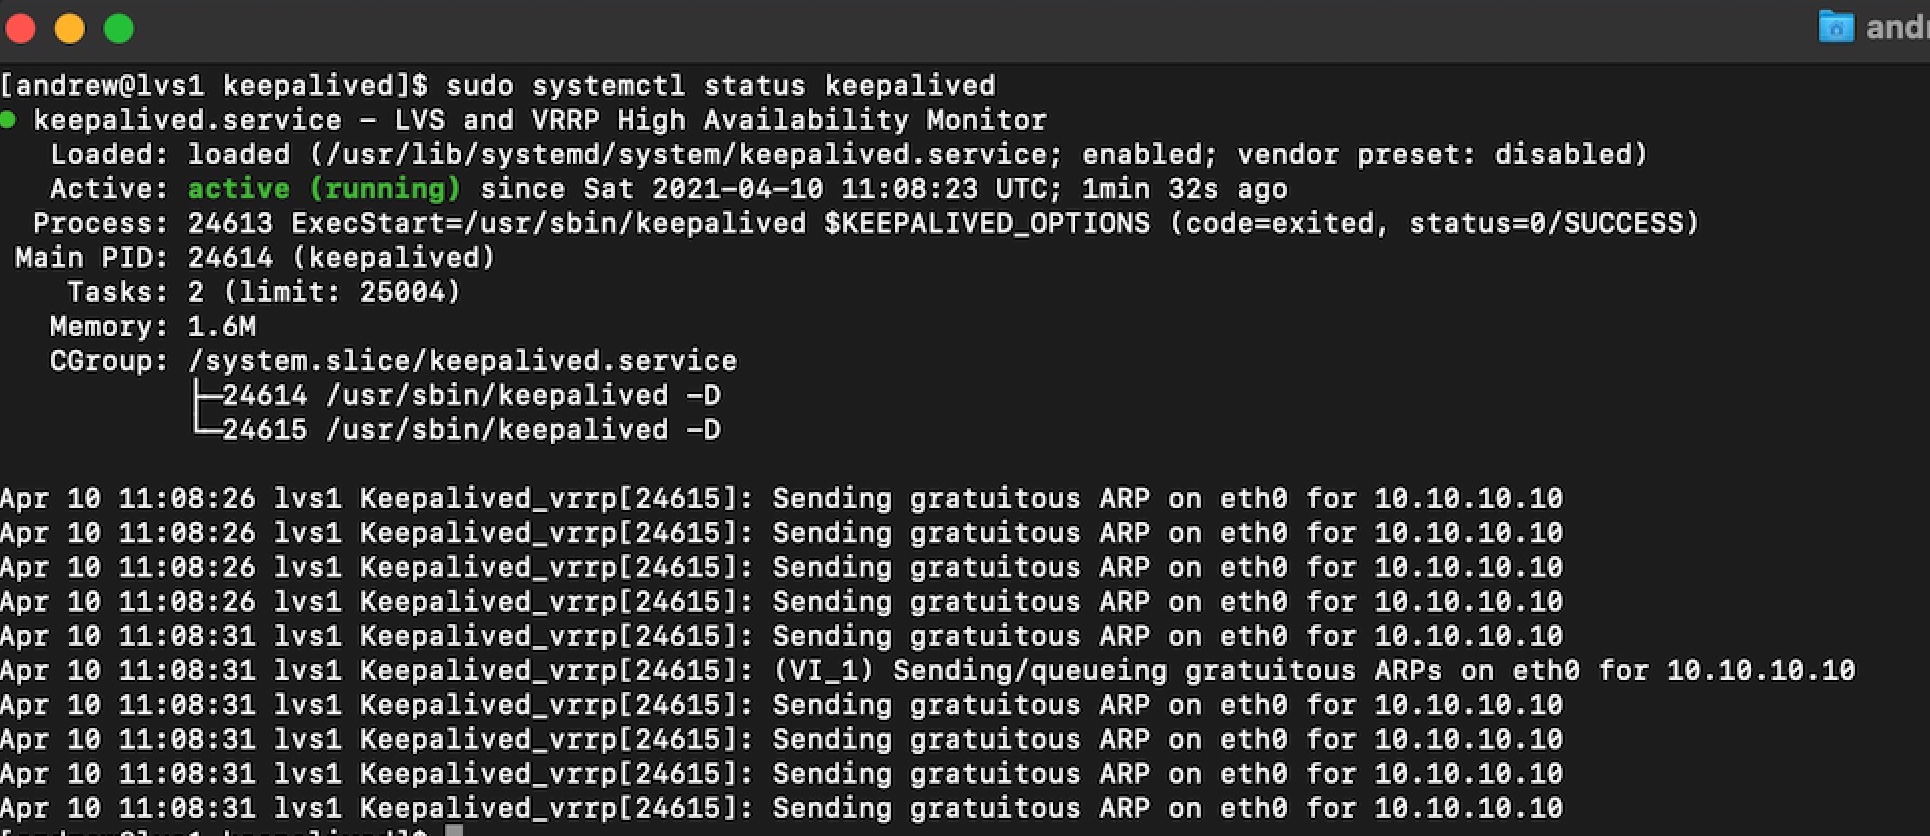 andr
[andrew@lvs1 keepalived]$ sudo systemctl status keepalived
● keepalived.service – LVS and VRRP High Availability Monitor
   Loaded: loaded (/usr/lib/systemd/system/keepalived.service; enabled; vendor preset: disabled)
   Active: active (running) since Sat 2021-04-10 11:08:23 UTC; 1min 32s ago
  Process: 24613 ExecStart=/usr/sbin/keepalived $KEEPALIVED_OPTIONS (code=exited, status=0/SUCCESS)
 Main PID: 24614 (keepalived)
    Tasks: 2 (limit: 25004)
   Memory: 1.6M
   CGroup: /system.slice/keepalived.service
           ├─24614 /usr/sbin/keepalived -D
           └─24615 /usr/sbin/keepalived -D
Apr 10 11:08:26 lvs1 Keepalived_vrrp[24615]: Sending gratuitous ARP on eth0 for 10.10.10.10
Apr 10 11:08:26 lvs1 Keepalived_vrrp[24615]: Sending gratuitous ARP on eth0 for 10.10.10.10
Apr 10 11:08:26 lvs1 Keepalived_vrrp[24615]: Sending gratuitous ARP on eth0 for 10.10.10.10
Apr 10 11:08:26 lvs1 Keepalived_vrrp[24615]: Sending gratuitous ARP on eth0 for 10.10.10.10
Apr 10 11:08:31 lvs1 Keepalived_vrrp[24615]: Sending gratuitous ARP on eth0 for 10.10.10.10
Apr 10 11:08:31 lvs1 Keepalived_vrrp[24615]: (VI_1) Sending/queueing gratuitous ARPs on eth0 for 10.10.10.10
Apr 10 11:08:31 lvs1 Keepalived_vrrp[24615]: Sending gratuitous ARP on eth0 for 10.10.10.10
Apr 10 11:08:31 lvs1 Keepalived_vrrp[24615]: Sending gratuitous ARP on eth0 for 10.10.10.10
Apr 10 11:08:31 lvs1 Keepalived_vrrp[24615]: Sending gratuitous ARP on eth0 for 10.10.10.10
Apr 10 11:08:31 lvs1 Keepalived_vrrp[24615]: Sending gratuitous ARP on eth0 for 10.10.10.10
[andrew@lvs1 keepalived]$